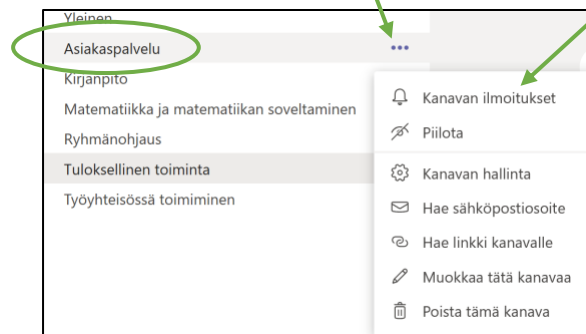 Yleinen
Asiakaspalvelu
Kirjanpito
Matematiikka ja matematiikan soveltaminen
Ryhmänohjaus
Tuloksellinen toiminta
Työyhteisössä toimiminen
Kanavan ilmoitukset
Piilota
Kanavan hallinta
Hae sähköpostiosoite
Hae linkki kanavalle
Muokkaa tätä kanavaa
Poista tämä kanava